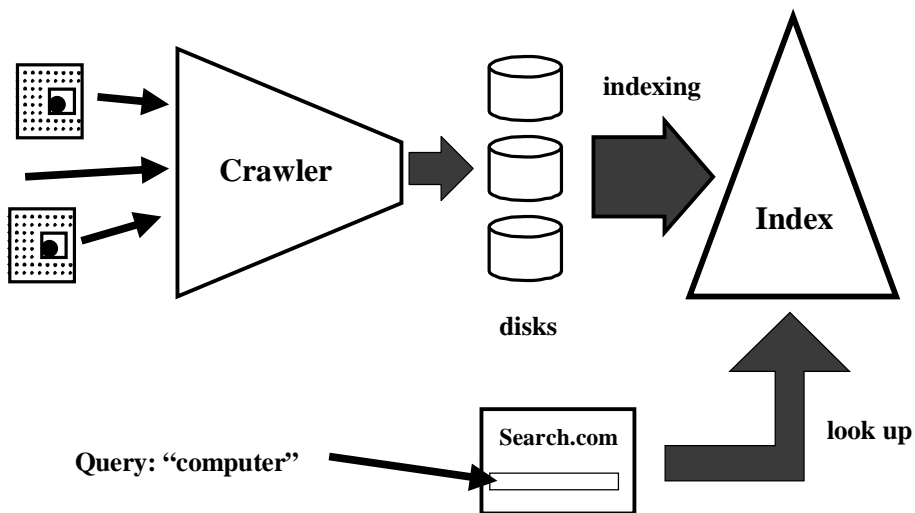 indexing
Crawler
Index
disks
Search.com
look up
Query: “computer”